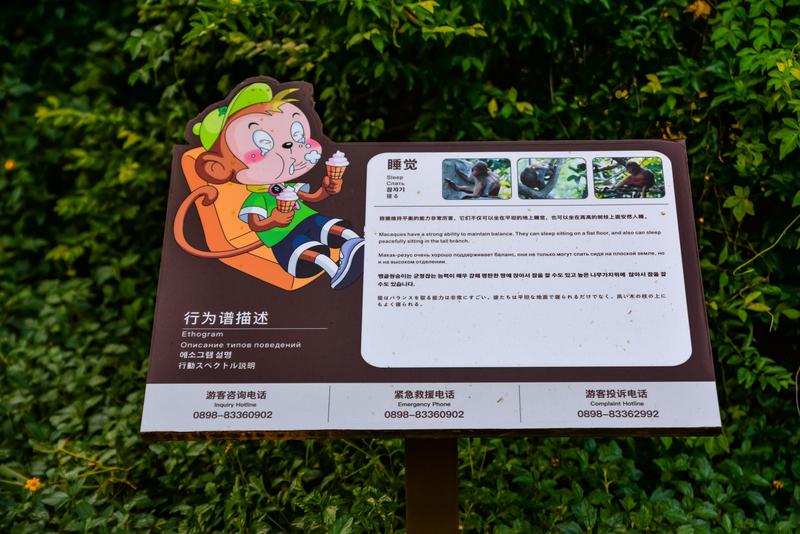 睡觉
Sleep
Спать
잠자기
寝る
猕猴维持平衡的能力非常厉害。它们不仅可以坐在平坦的地上睡觉，也可以坐在高高的树枝上面安然入睡。
Macaques have a strong ability to maintain balance. They can sleep sitting on a flat floor, and also can sleep
peacefully sitting in the tall branch.
Макак-резус очень хорошо поддерживает баланс, они не только могут спать сидя на плоской земле, но
и на высоком отделении.
벵골원숭이는 균형잡는 능력이 매우 강해 평탄한 땅에 앉아서 잠을 잘 수도 있고 높은 나무가지위에 앉아서 잠을 잘
수도 있습니다.
猿はバランスを取る能力は非常にすごい。彼たちは平坦な地面で寝られるだけでなく、高い木の枝の上に
もよく寝られる。
行为谱描述
Ethogram
Описание типов поведений
에소그램 설명
行動スペクトル説明
游客咨询电话
Inquiry Hotline
0898-83360902
紧急救援电话
Emergency Phone
0898-83360902
游客投诉电话
Complaint Hotline
0898-83362992